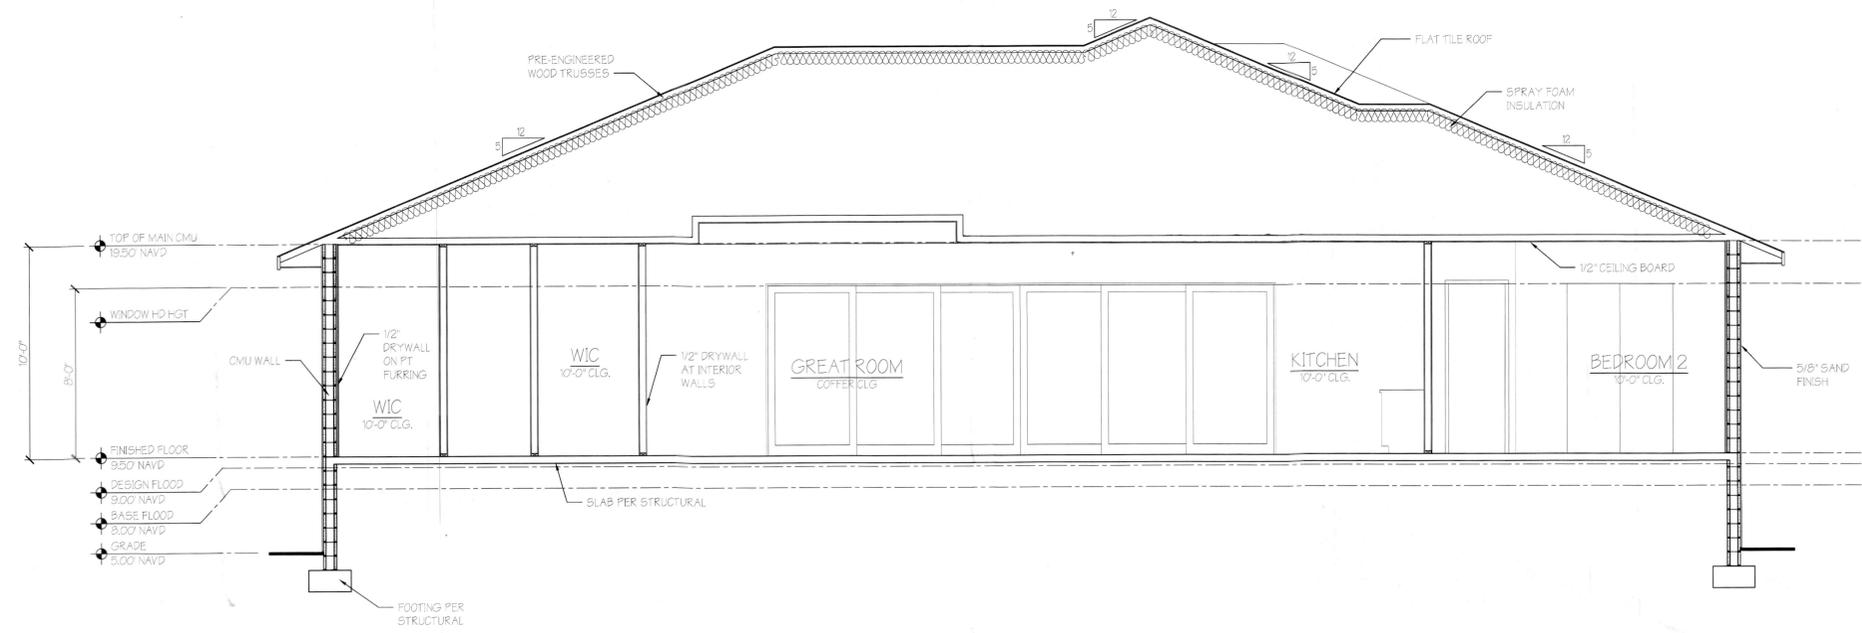 12
5
FLAT TILE ROOF
PRE-ENGINEERED
WOOD TRUSSES
12
5
SPRAY FOAM
INSULATION
12
5
12
5
TOP OF MAIN CMU
19.50' NAVD
1/2" CEILING BOARD
WINDOW HD HGT
10'-0"
8'-0"
CMU WALL
1/2"
DRYWALL
ON PT
FURRING
WIC
10'-0" CLG.
WIC
10'-0" CLG.
1/2" DRYWALL
AT INTERIOR
WALLS
GREAT ROOM
COFFER CLG
KITCHEN
10'-0" CLG.
BEDROOM 2
10'-0" CLG.
5/8" SAND
FINISH
FINISHED FLOOR
9.50' NAVD
DESIGN FLOOD
9.00' NAVD
BASE FLOOD
8.00' NAVD
GRADE
5.00' NAVD
SLAB PER STRUCTURAL
FOOTING PER
STRUCTURAL